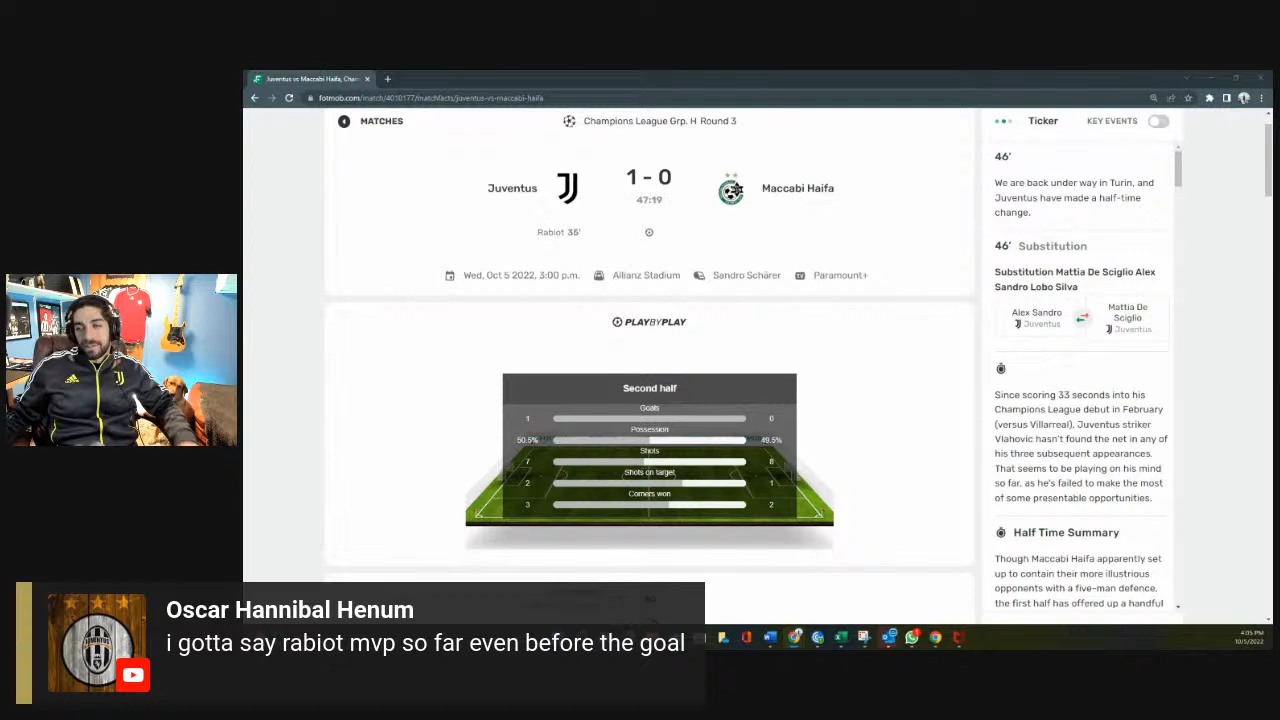 Juventus vs Maccabi Haifa, Cham
fotmob.com/match/4010177/matchfacts/juventus-vs-maccabi-haifa
MATCHES
Champions League Grp. H Round 3
Juventus
1 - 0
Maccabi Haifa
47:19
Rabiot 35'
Wed, Oct 5 2022, 3:00 p.m.
Allianz Stadium
Sandro Schärer
Paramount+
PLAYBYPLAY
Second half
Goals
1
0
Possession
50.5%
49.5%
Shots
7
8
Shots on target
2
1
Corners won
3
2
Ticker
KEY EVENTS
46'
We are back under way in Turin, and
Juventus have made a half-time
change.
46' Substitution
Substitution Mattia De Sciglio Alex
Sandro Lobo Silva
Alex Sandro
Juventus
Mattia De
Sciglio
Juventus
Since scoring 33 seconds into his
Champions League debut in February
(versus Villarreal), Juventus striker
Vlahovic hasn't found the net in any of
his three subsequent appearances.
That seems to be playing on his mind
so far, as he's failed to make the most
of some presentable opportunities.
Half Time Summary
Though Maccabi Haifa apparently set
up to contain their more illustrious
opponents with a five-man defence,
the first half has offered up a handful
4:05 PM
10/5/2022
Oscar Hannibal Henum
i gotta say rabiot mvp so far even before the goal